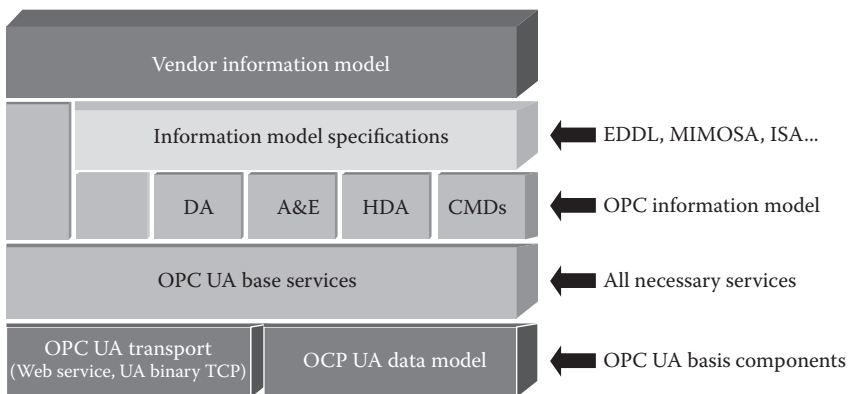 Vendor information model
Information model specifications
EDDL, MIMOSA, ISA...
DA
A&E
HDA
CMDs
OPC information model
OPC UA base services
All necessary services
OPC UA transport
(Web service, UA binary TCP)
OCP UA data model
OPC UA basis components